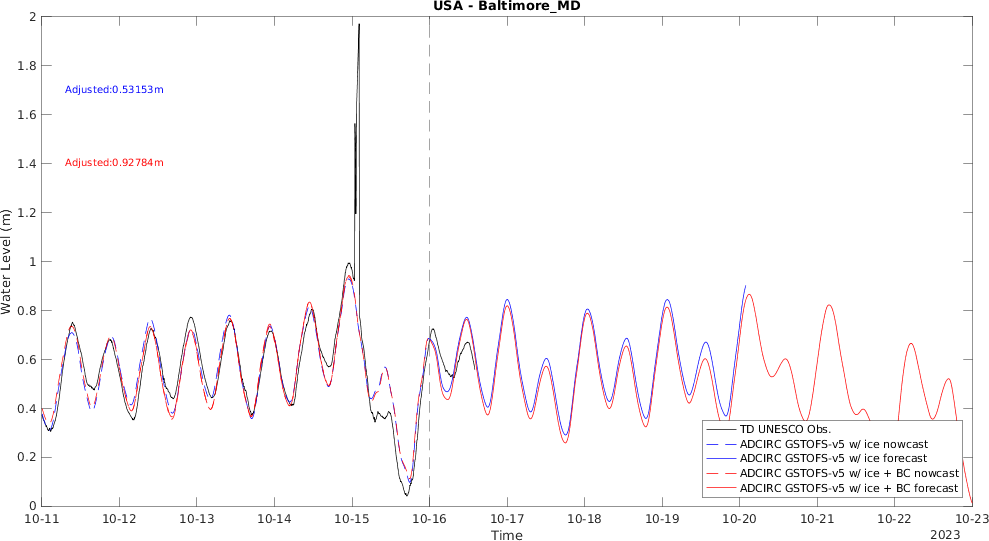 USA - Baltimore_MD
2
1.8
1.6
1.4
1.2
1
0.8
0.6
0.4
0.2
0
Water Level (m)
Adjusted:0.53153m
Adjusted:0.92784m
TD UNESCO Obs.
ADCIRC GSTOFS-v5 w/ ice nowcast
ADCIRC GSTOFS-v5 w/ ice forecast
ADCIRC GSTOFS-v5 w/ ice + BC nowcast
ADCIRC GSTOFS-v5 w/ ice + BC forecast
10-11 10-12 10-13 10-14 10-15 10-16 10-17 10-18 10-19 10-20 10-21 10-22 10-23
Time
2023